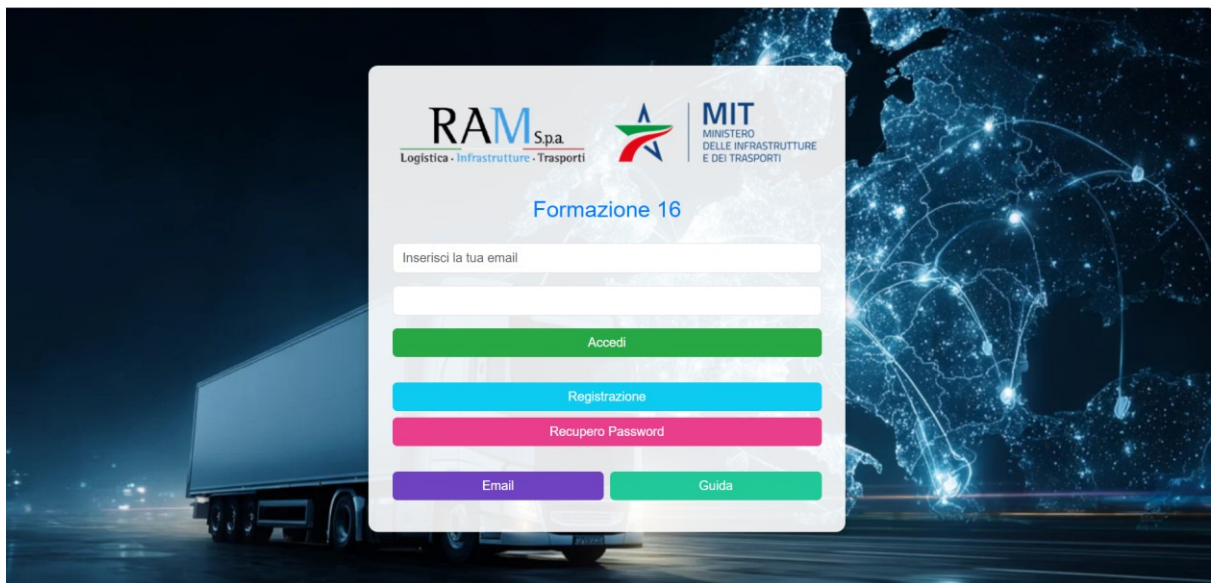 RAM S.p.a.
Logistica · Infrastrutture · Trasporti
MIT
MINISTERO
DELLE INFRASTRUTTURE
E DEI TRASPORTI
Formazione 16
Inserisci la tua email
Accedi
Registrazione
Recupero Password
Email
Guida